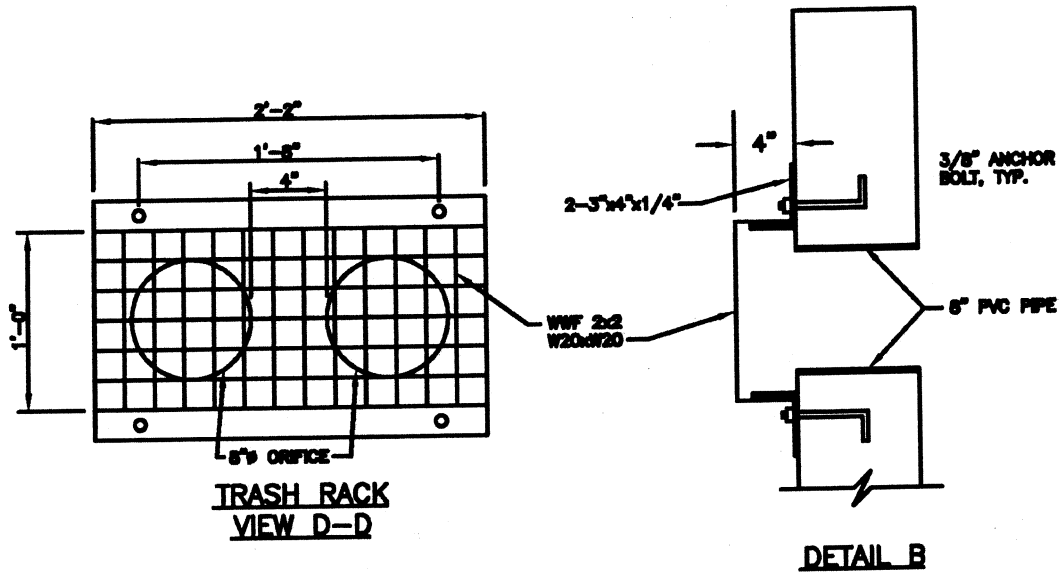 2'-2"
1'-8"
4"
1'-0"
8"ø ORIFICE
TRASH RACK
VIEW D-D
WWF 2x2
W20xW20
4"
2-3"x4"x1/4"
3/8" ANCHOR
BOLT, TYP.
8" PVC PIPE
DETAIL B